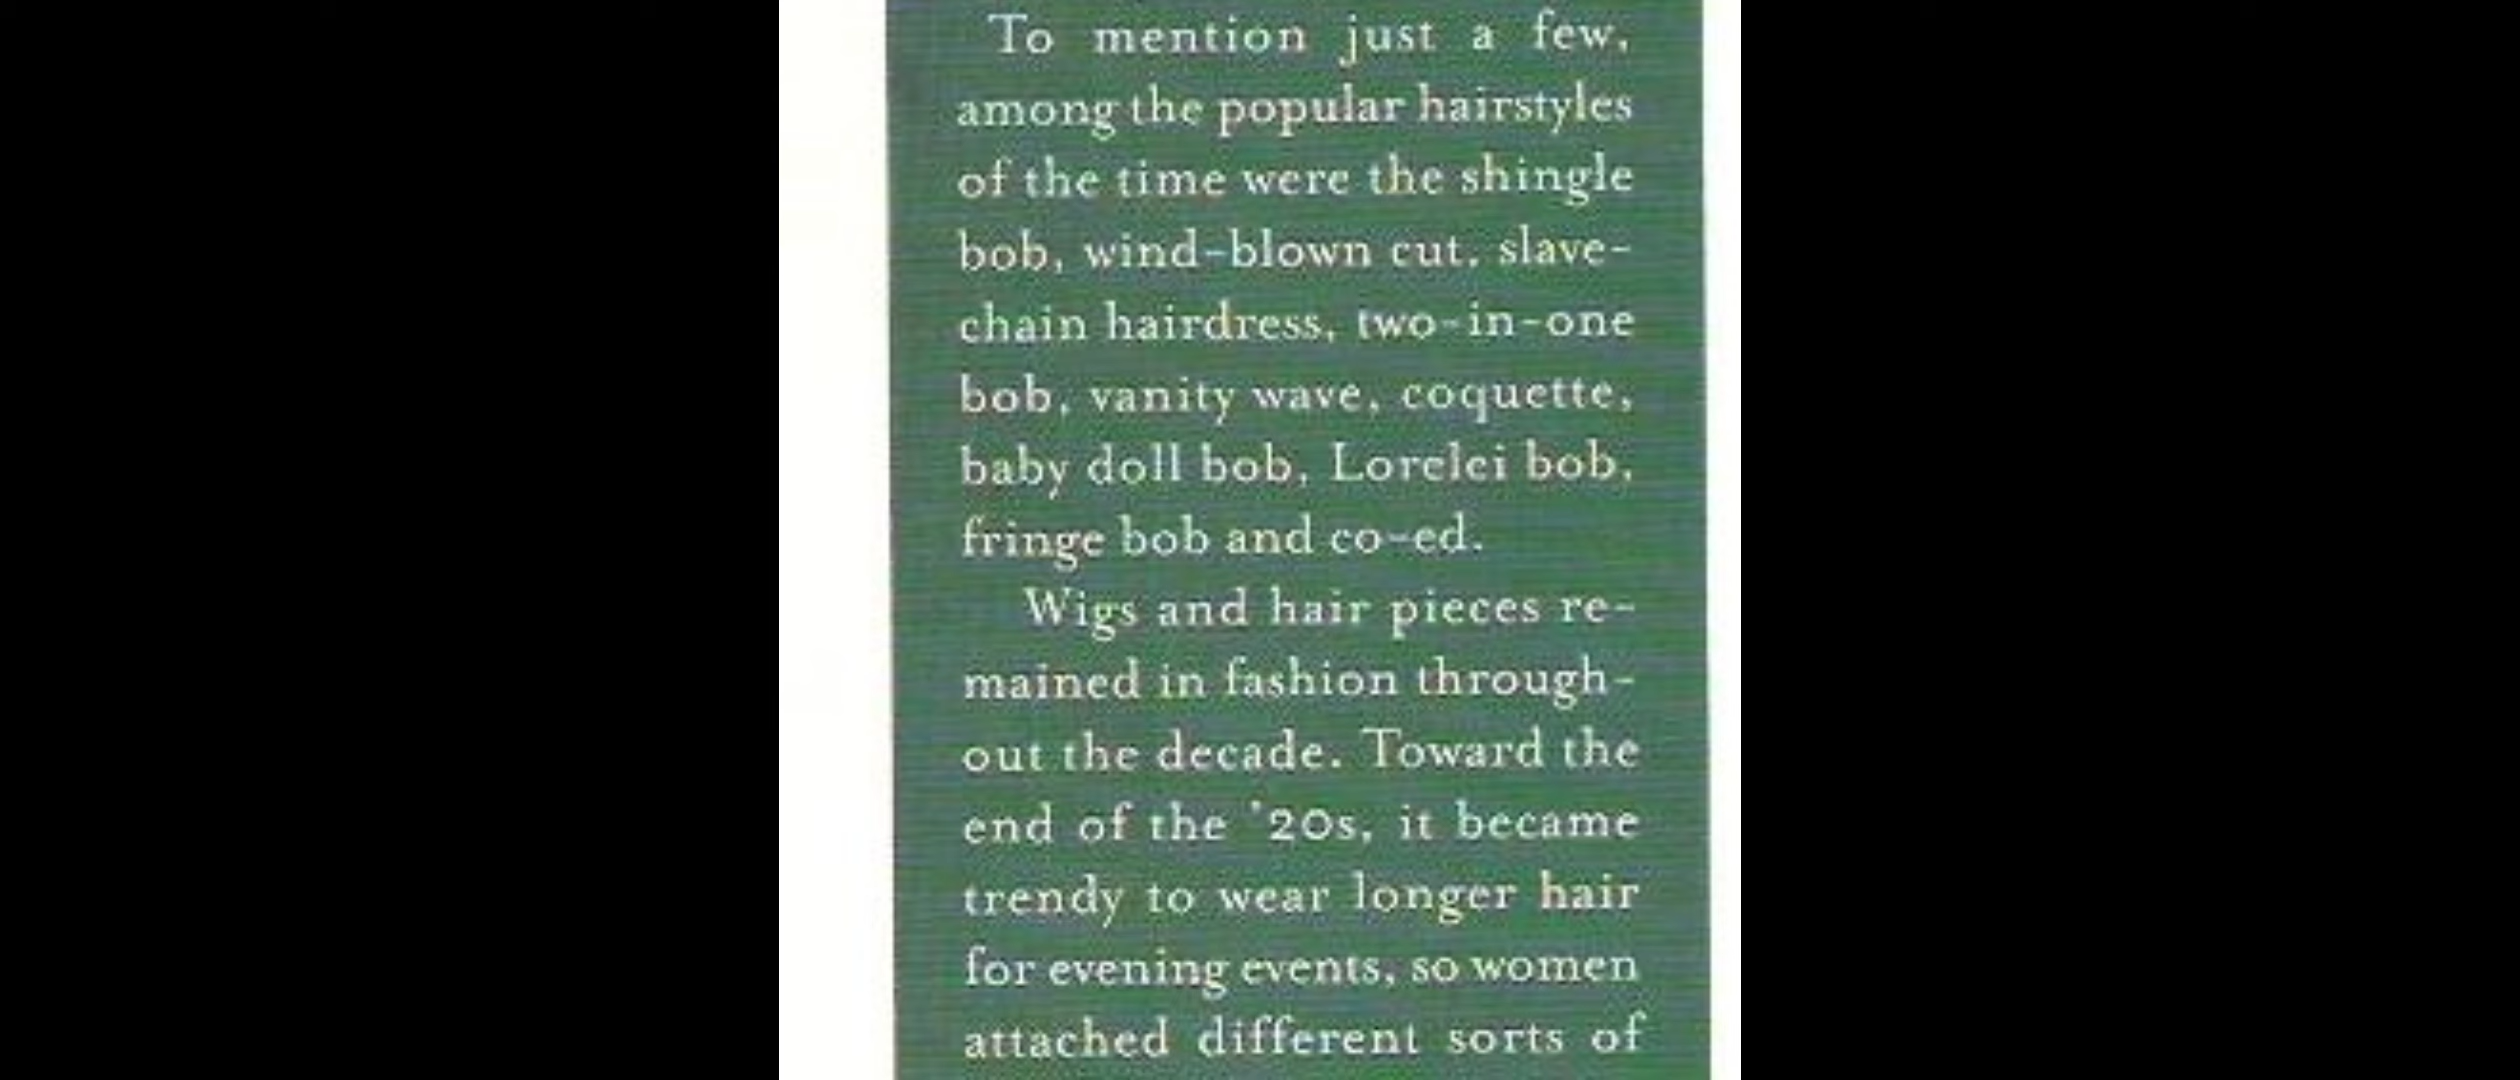 To mention just a few,
among the popular hairstyles
of the time were the shingle
bob, wind-blown cut, slave-
chain hairdress, two-in-one
bob, vanity wave, coquette,
baby doll bob, Lorelei bob,
fringe bob and co-ed.
Wigs and hair pieces re-
mained in fashion through-
out the decade. Toward the
end of the '20s, it became
trendy to wear longer hair
for evening events, so women
attached different sorts of